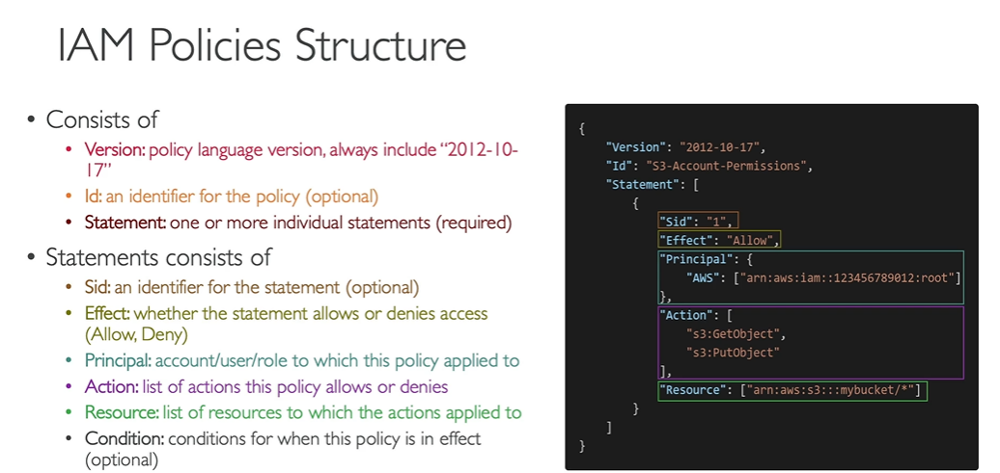 IAM Policies Structure
• Consists of
• Version: policy language version, always include “2012-10-
17”
• Id: an identifier for the policy (optional)
• Statement: one or more individual statements (required)
• Statements consists of
• Sid: an identifier for the statement (optional)
• Effect: whether the statement allows or denies access
(Allow, Deny)
• Principal: account/user/role to which this policy applied to
• Action: list of actions this policy allows or denies
• Resource: list of resources to which the actions applied to
• Condition: conditions for when this policy is in effect
(optional)
{
    "Version": "2012-10-17",
    "Id": "S3-Account-Permissions",
    "Statement": [
        {
            "Sid": "1",
            "Effect": "Allow",
            "Principal": {
                "AWS": ["arn:aws:iam::123456789012:root"]
            },
            "Action": [
                "s3:GetObject",
                "s3:PutObject"
            ],
            "Resource": ["arn:aws:s3:::mybucket/*"]
        }
    ]
}